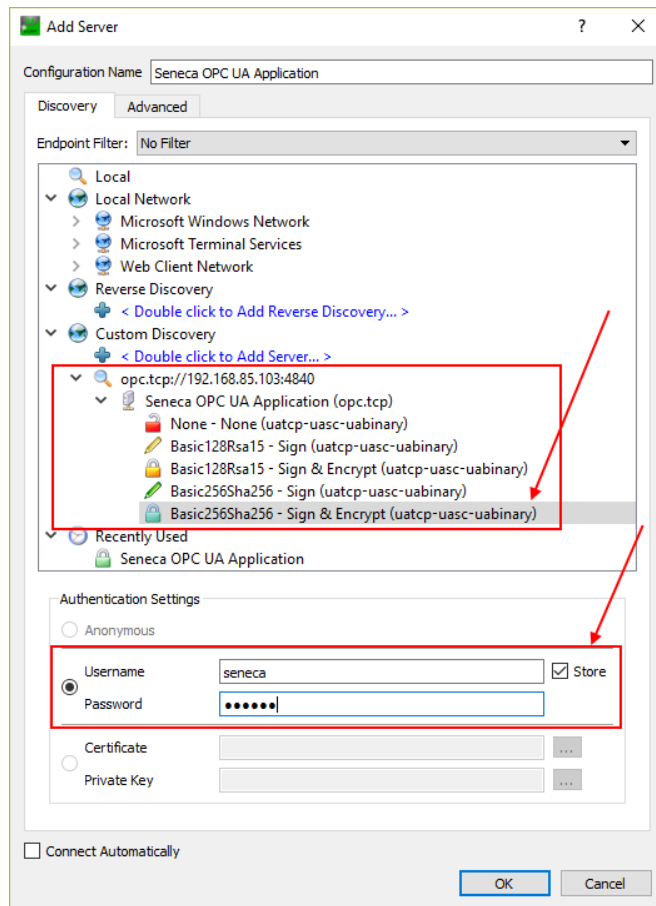 Add Server
Configuration Name Seneca OPC UA Application
Discovery Advanced
Endpoint Filter: No Filter
Local
Local Network
Microsoft Windows Network
Microsoft Terminal Services
Web Client Network
Reverse Discovery
< Double click to Add Reverse Discovery... >
Custom Discovery
< Double click to Add Server... >
opc.tcp://192.168.85.103:4840
Seneca OPC UA Application (opc.tcp)
None - None (uatcp-uasc-uabinary)
Basic128Rsa15 - Sign (uatcp-uasc-uabinary)
Basic128Rsa15 - Sign & Encrypt (uatcp-uasc-uabinary)
Basic256Sha256 - Sign (uatcp-uasc-uabinary)
Basic256Sha256 - Sign & Encrypt (uatcp-uasc-uabinary)
Recently Used
Seneca OPC UA Application
Authentication Settings
Anonymous
Username seneca Store
Password ●●●●●●
Certificate ...
Private Key ...
Connect Automatically
OK Cancel